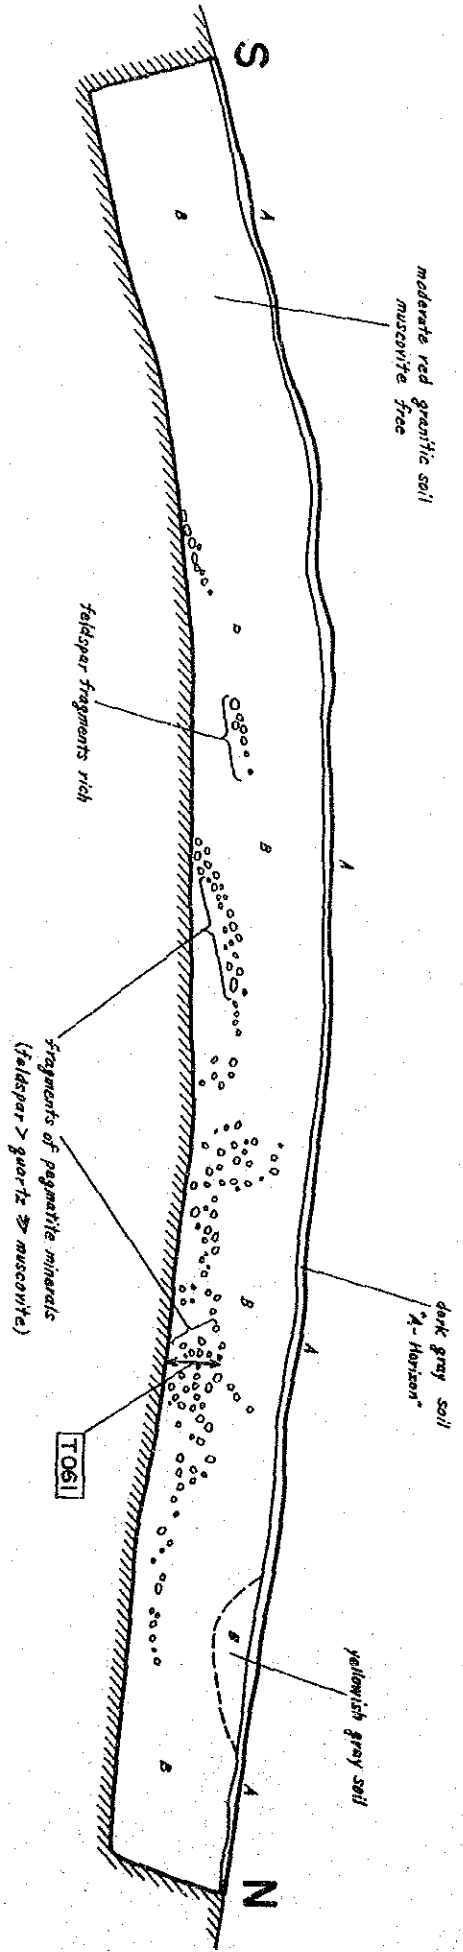 S
N
moderate red granitic soil
muscovite free
dark gray soil
"A-Horizon"
yellowish gray soil
A
A
A
A
B
B
B
B
B
feldspar fragments rich
fragments of pegmatite minerals
(feldspar > quartz ≫ muscovite)
T061